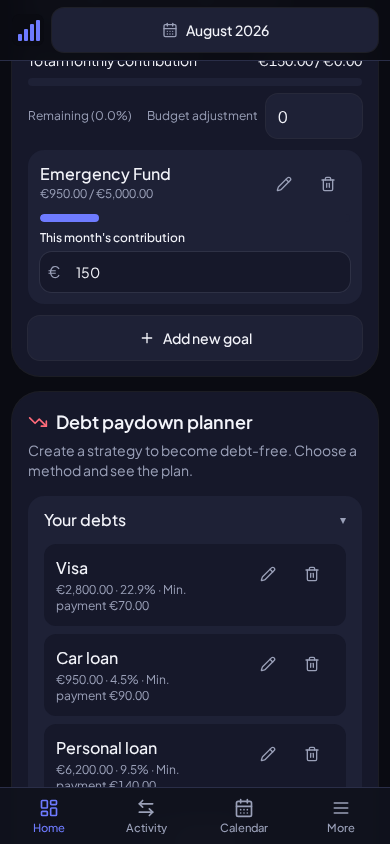 August 2026
Total monthly contribution €150.00 / €0.00
Remaining (0.0%) Budget adjustment 0
Emergency Fund
€950.00 / €5,000.00
This month's contribution
€ 150
+ Add new goal
Debt paydown planner
Create a strategy to become debt-free. Choose a
method and see the plan.
Your debts
Visa
€2,800.00 · 22.9% · Min.
payment €70.00
Car loan
€950.00 · 4.5% · Min.
payment €90.00
Personal loan
€6,200.00 · 9.5% · Min.
payment €140.00
Home Activity Calendar More